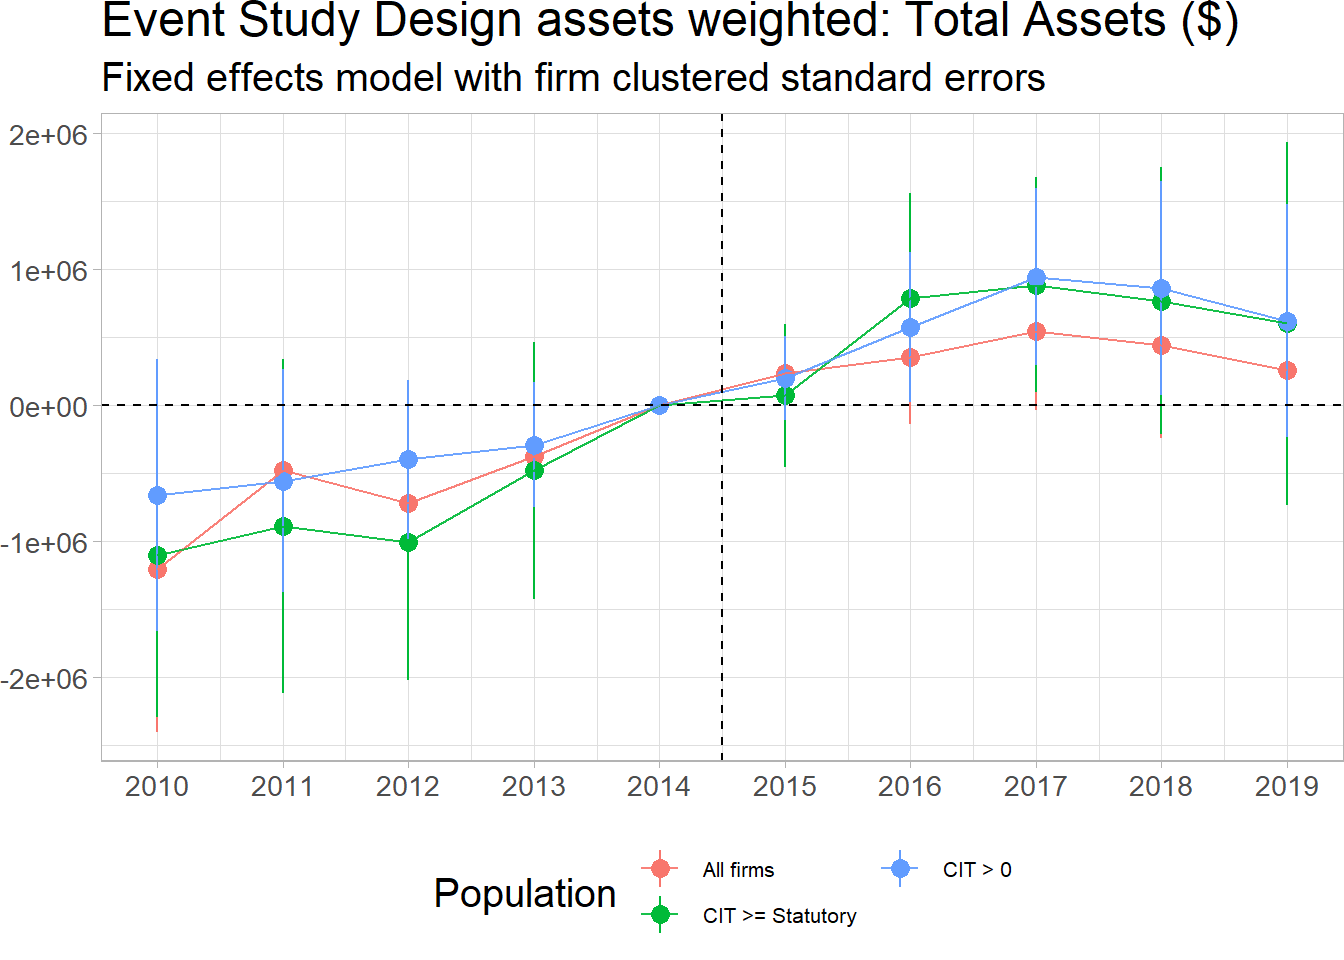 Event Study Design assets weighted: Total Assets ($)
Fixed effects model with firm clustered standard errors
2e+06
1e+06
0e+00
-1e+06
-2e+06
2010 2011 2012 2013 2014 2015 2016 2017 2018 2019
Population
All firms
CIT > 0
CIT >= Statutory